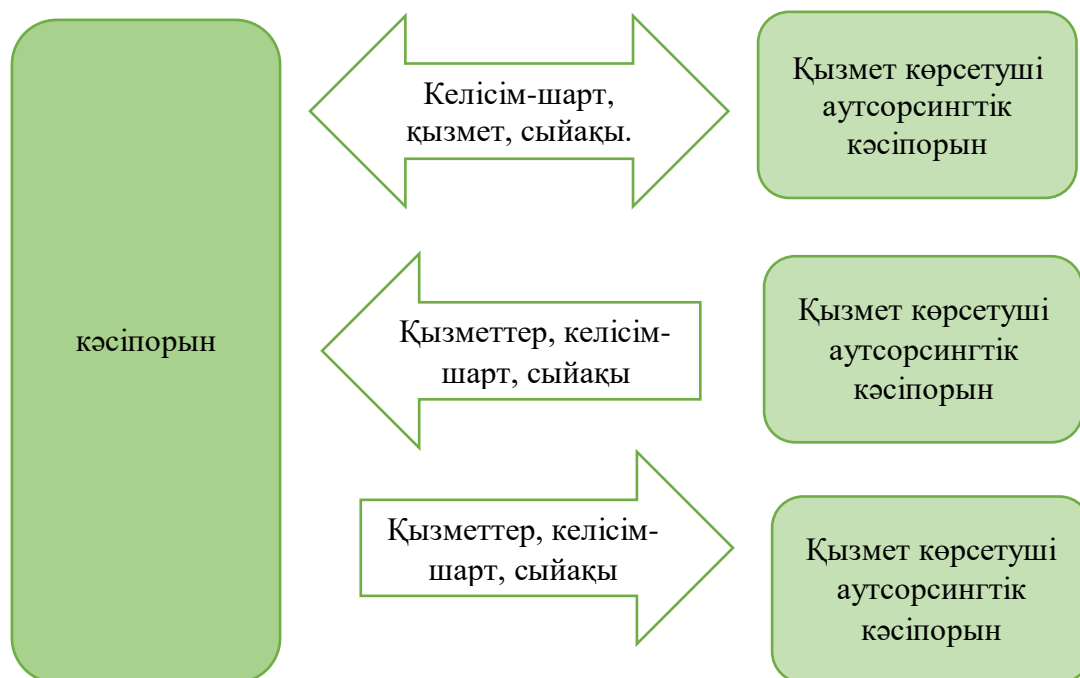 Келісім-шарт,
қызмет, сыйақы.
Қызмет көрсетуші
аутсорсингтік
кәсіпорын
кәсіпорын
Қызметтер, келісім-
шарт, сыйақы
Қызмет көрсетуші
аутсорсингтік
кәсіпорын
Қызметтер, келісім-
шарт, сыйақы
Қызмет көрсетуші
аутсорсингтік
кәсіпорын